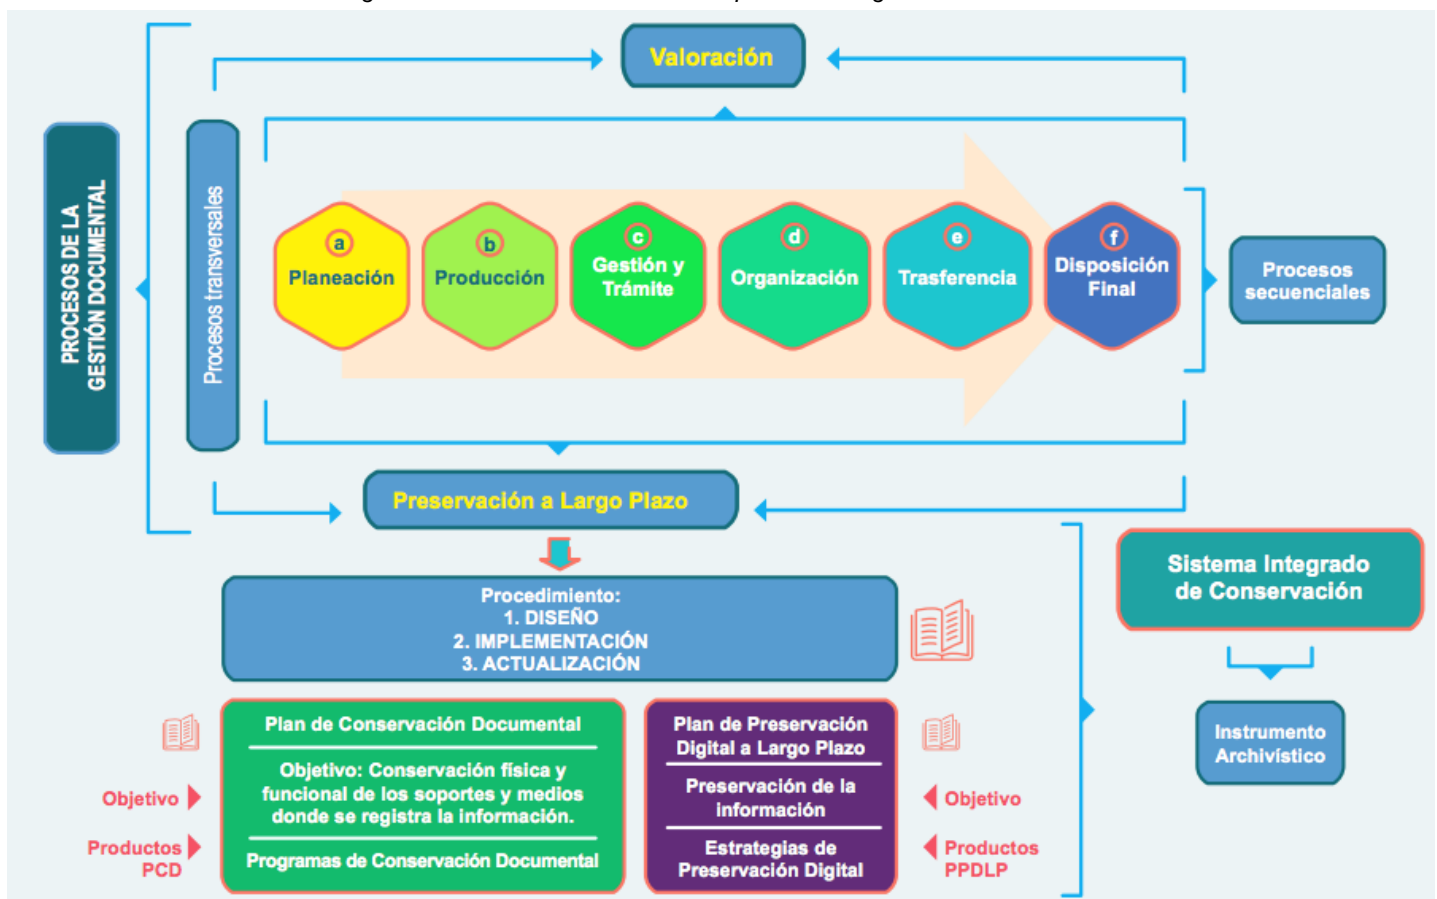 Valoración
PROCESOS DE LA
GESTIÓN DOCUMENTAL
Procesos transversales
a
Planeación
b
Producción
c
Gestión y
Trámite
d
Organización
e
Trasferencia
f
Disposición
Final
Procesos
secuenciales
Preservación a Largo Plazo
Procedimiento:
1. DISEÑO
2. IMPLEMENTACIÓN
3. ACTUALIZACIÓN
Sistema Integrado
de Conservación
Instrumento
Archivístico
Plan de Conservación Documental
Objetivo: Conservación física y
funcional de los soportes y medios
donde se registra la información.
Programas de Conservación Documental
Objetivo
Productos
PCD
Plan de Preservación
Digital a Largo Plazo
Preservación de la
información
Estrategias de
Preservación Digital
Objetivo
Productos
PPDLP